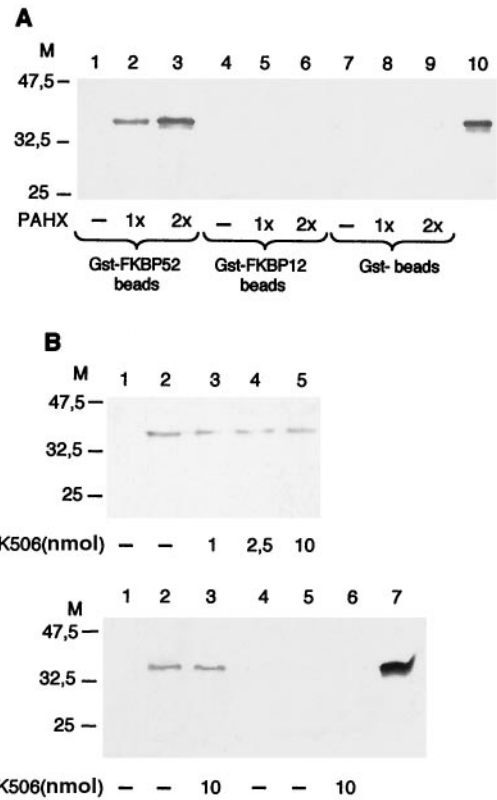 A
M 1 2 3 4 5 6 7 8 9 10
47,5
32,5
25
PAHX – 1x 2x – 1x 2x – 1x 2x
Gst-FKBP52 Gst-FKBP12 Gst- beads
beads beads
B
M 1 2 3 4 5
47,5
32,5
25
K506(nmol) – – 1 2,5 10
M 1 2 3 4 5 6 7
47,5
32,5
25
K506(nmol) – – 10 – – 10